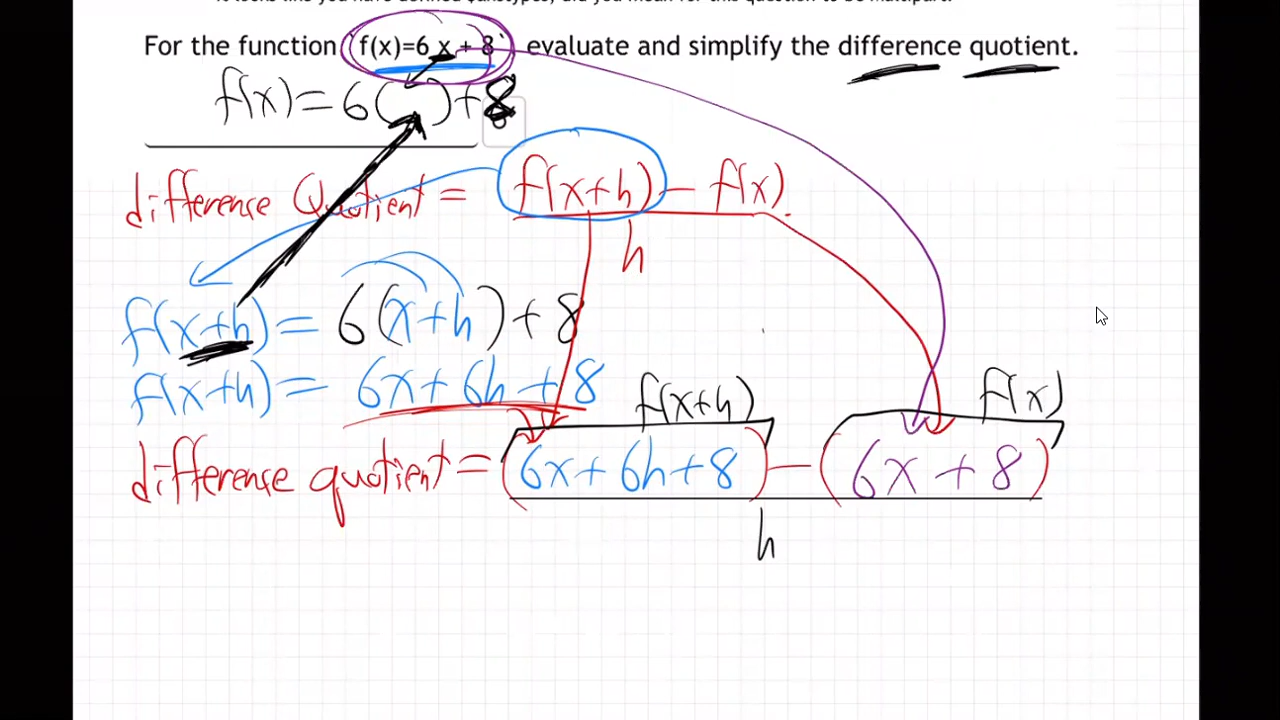 For the function `f(x)=6 x + 8` evaluate and simplify the difference quotient.
f(x) = 6( ) + 8
difference Quotient = f(x+h) - f(x)
h
f(x+h) = 6(x+h) + 8
f(x+h) = 6x + 6h + 8
f(x+h) f(x)
difference quotient = (6x + 6h + 8) - (6x + 8)
h